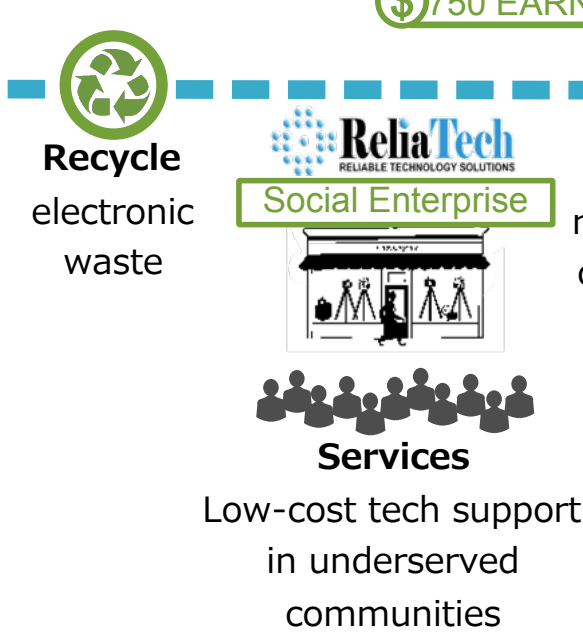 $ 750 EARN
Recycle
electronic
waste
ReliaTech
RELIABLE TECHNOLOGY SOLUTIONS
Social Enterprise
Services
Low-cost tech support
in underserved
communities